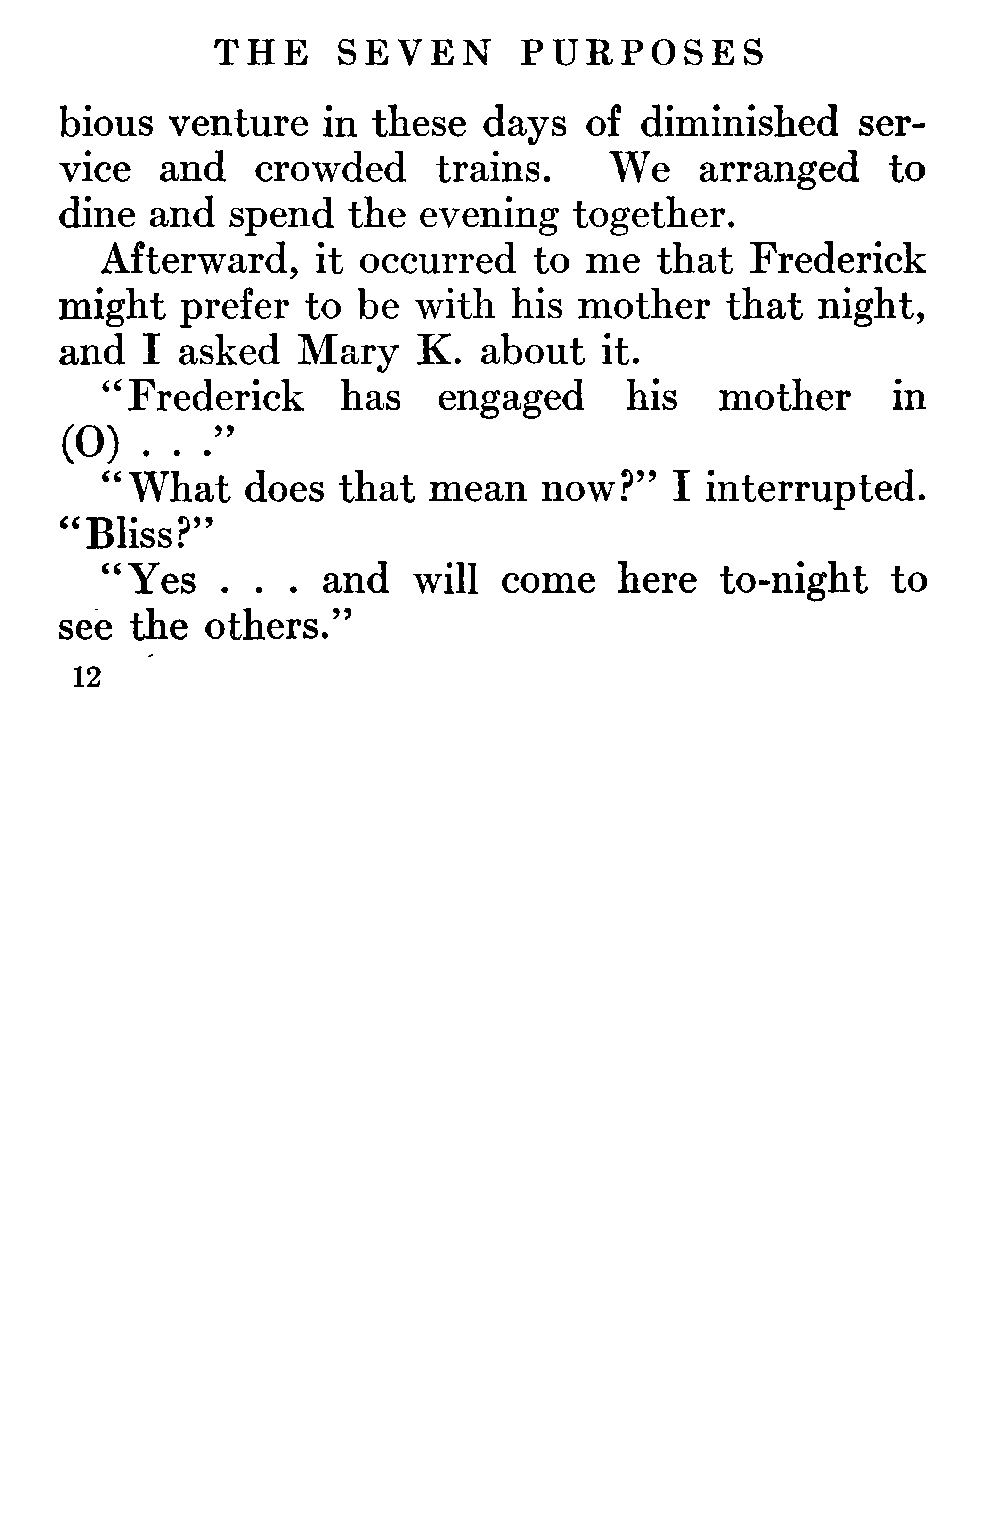 THE SEVEN PURPOSES
bious venture in these days of diminished ser-
vice and crowded trains. We arranged to
dine and spend the evening together.
Afterward, it occurred to me that Frederick
might prefer to be with his mother that night,
and I asked Mary K. about it.
"Frederick has engaged his mother in
(O) . . ."
"What does that mean now?" I interrupted.
"Bliss?"
"Yes . . . and will come here to-night to
see the others."
12